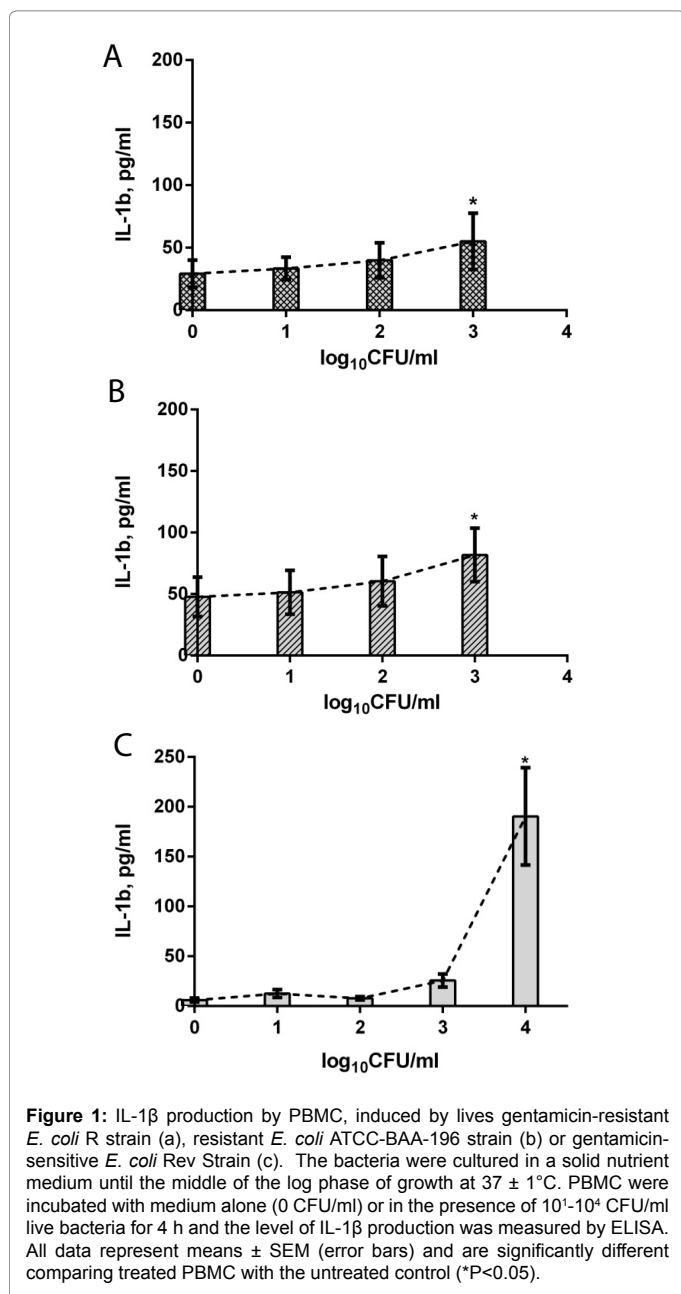 A
200
150
100
50
0
IL-1b, pg/ml
*
0 1 2 3 4
log₁₀CFU/ml
B
200
150
100
50
0
IL-1b, pg/ml
*
0 1 2 3 4
log₁₀CFU/ml
C
250
200
150
100
50
0
IL-1b, pg/ml
*
0 1 2 3 4
log₁₀CFU/ml
Figure 1: IL-1β production by PBMC, induced by lives gentamicin-resistant
E. coli R strain (a), resistant E. coli ATCC-BAA-196 strain (b) or gentamicin-
sensitive E. coli Rev Strain (c). The bacteria were cultured in a solid nutrient
medium until the middle of the log phase of growth at 37 ± 1°C. PBMC were
incubated with medium alone (0 CFU/ml) or in the presence of 10¹-10⁴ CFU/ml
live bacteria for 4 h and the level of IL-1β production was measured by ELISA.
All data represent means ± SEM (error bars) and are significantly different
comparing treated PBMC with the untreated control (*P<0.05).